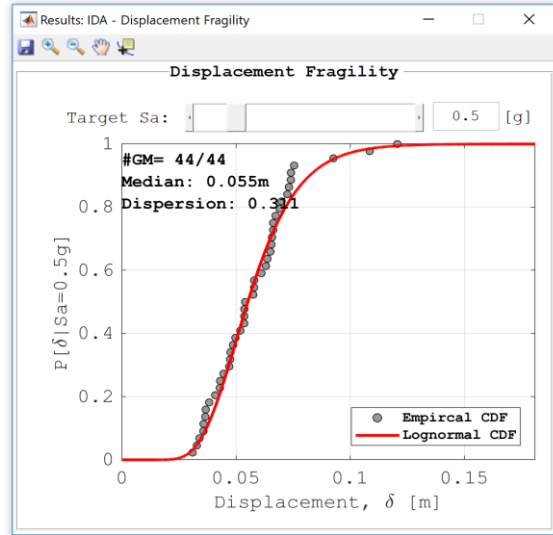 Results: IDA - Displacement Fragility
Displacement Fragility
Target Sa: 0.5 [g]
#GM= 44/44
Median: 0.055m
Dispersion: 0.311
1
0.8
0.6
0.4
0.2
0
P[δ|Sa=0.5g]
Empircal CDF
Lognormal CDF
0 0.05 0.1 0.15
Displacement, δ [m]